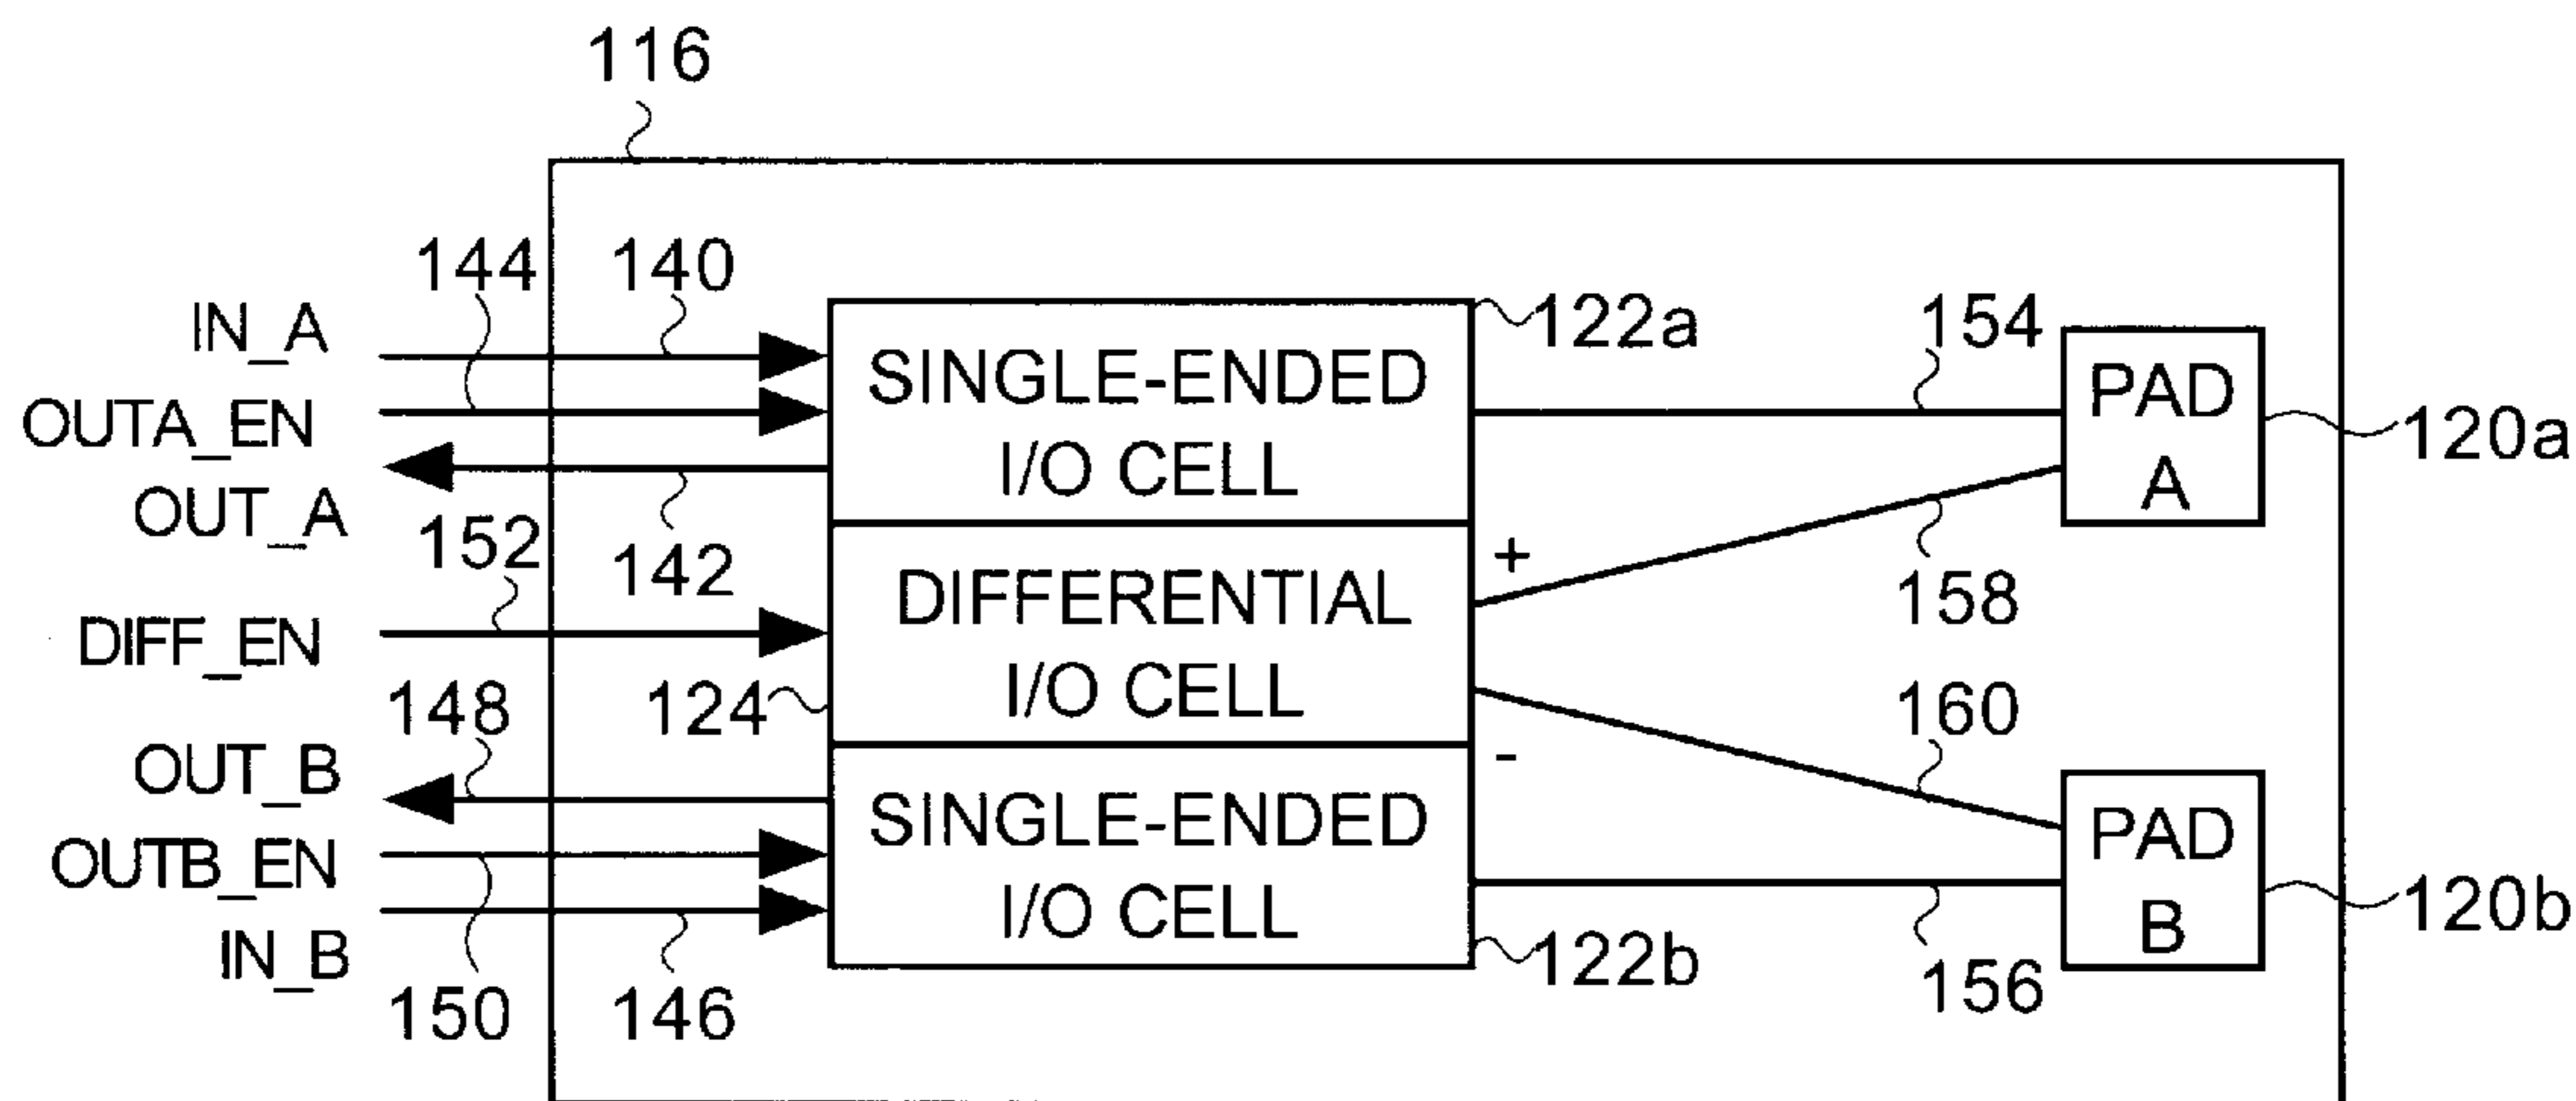 116
144
140
IN_A
OUTA_EN
OUT_A
152
142
DIFF_EN
148
124
OUT_B
OUTB_EN
IN_B
150
146
SINGLE-ENDED
I/O CELL
122a
+
DIFFERENTIAL
I/O CELL
-
SINGLE-ENDED
I/O CELL
122b
154
158
160
156
PAD
A
120a
PAD
B
120b